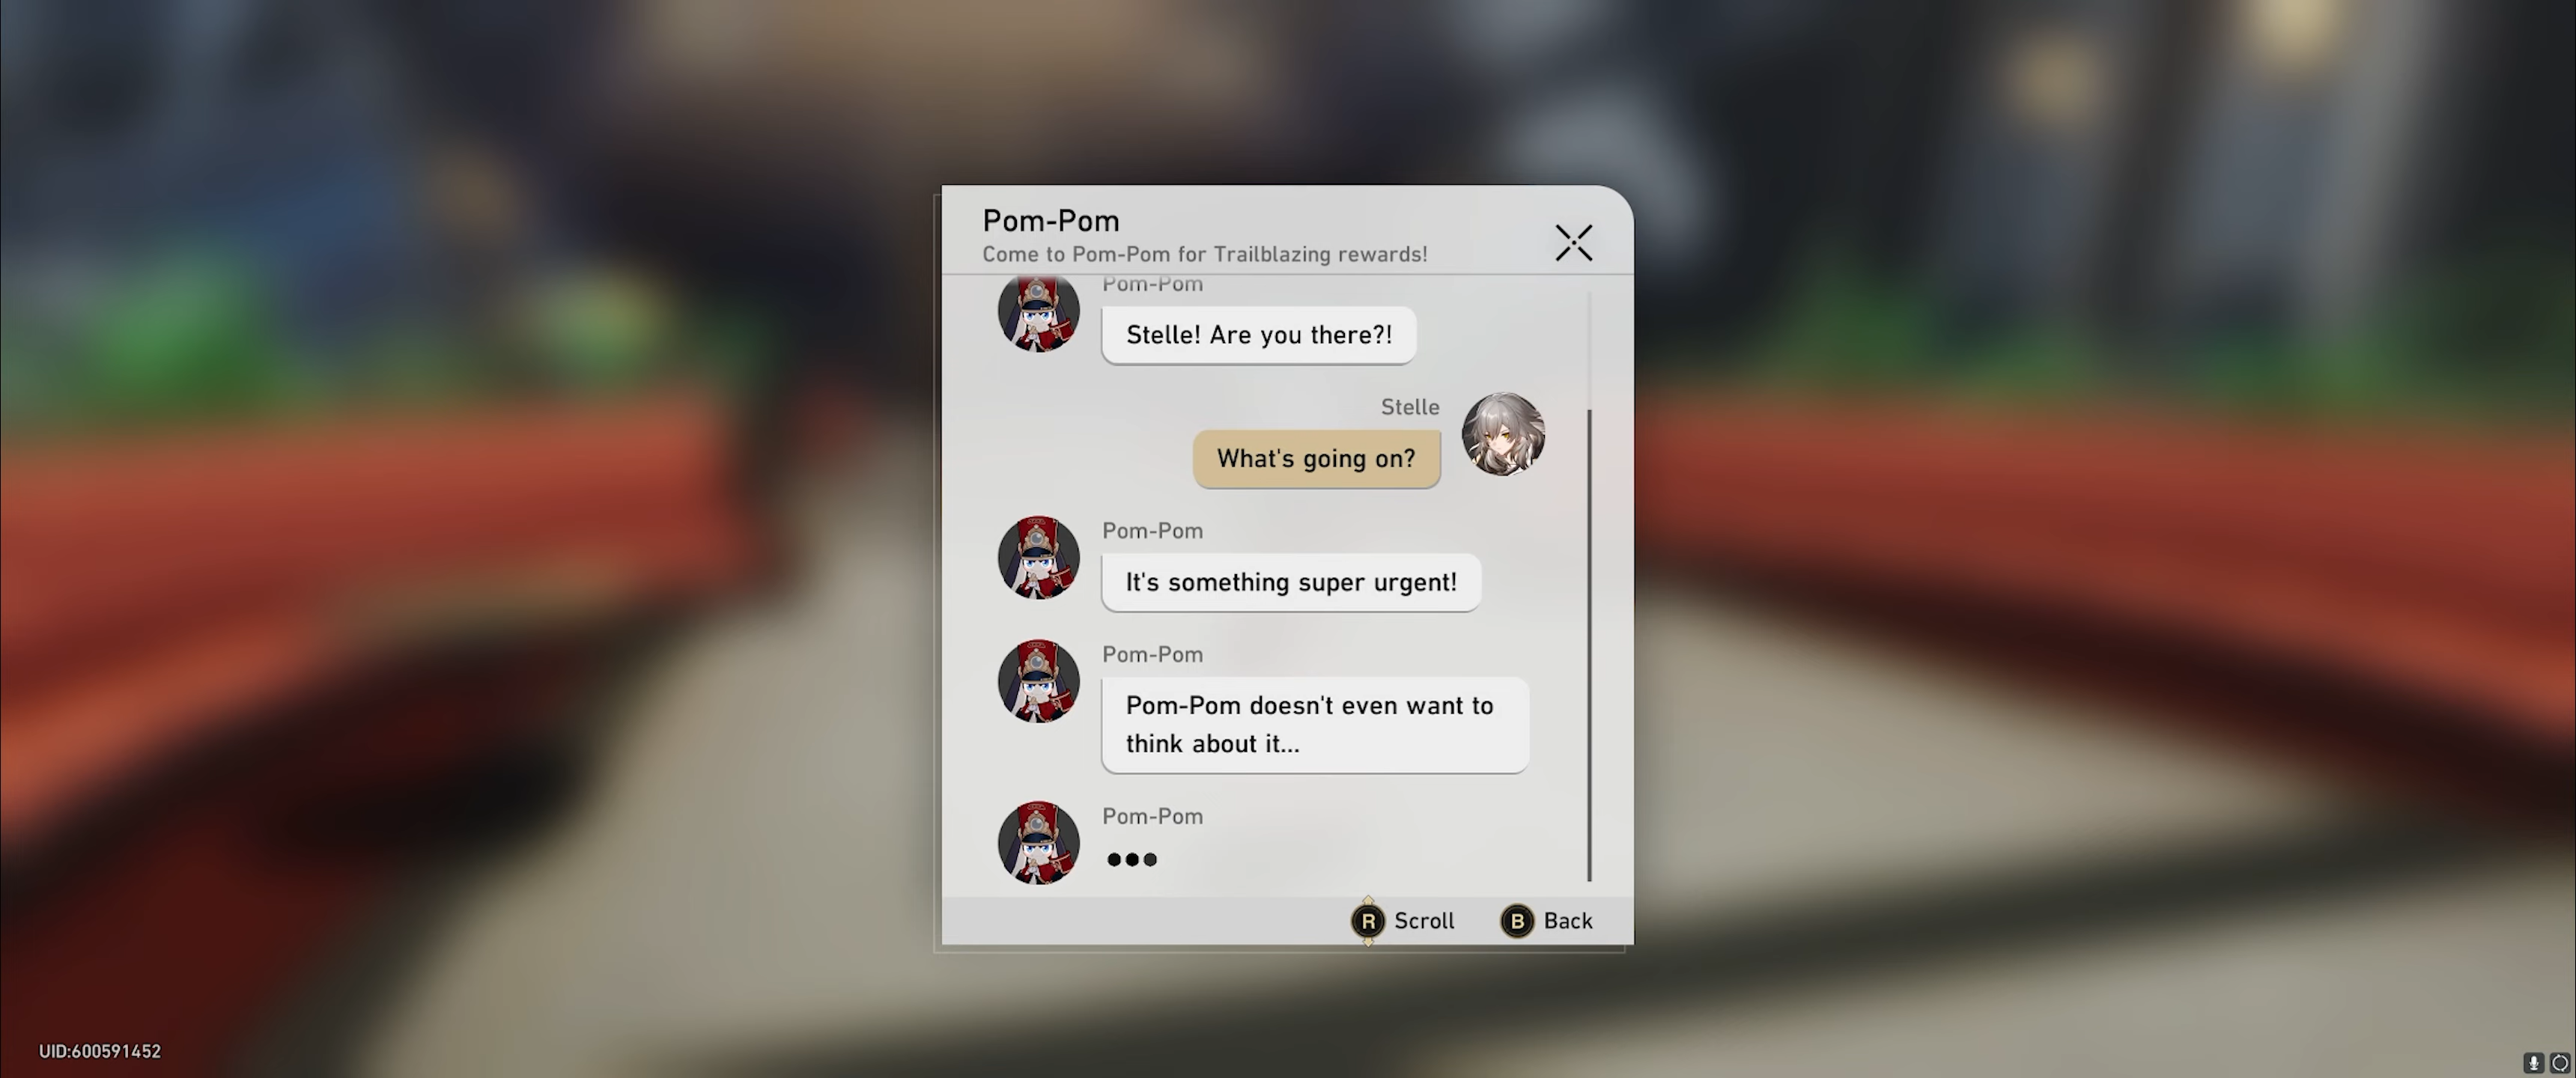 Pom-Pom
Come to Pom-Pom for Trailblazing rewards!
Pom-Pom
Stelle! Are you there?!
Stelle
What's going on?
Pom-Pom
It's something super urgent!
Pom-Pom
Pom-Pom doesn't even want to
think about it...
Pom-Pom
R Scroll B Back
UID:600591452